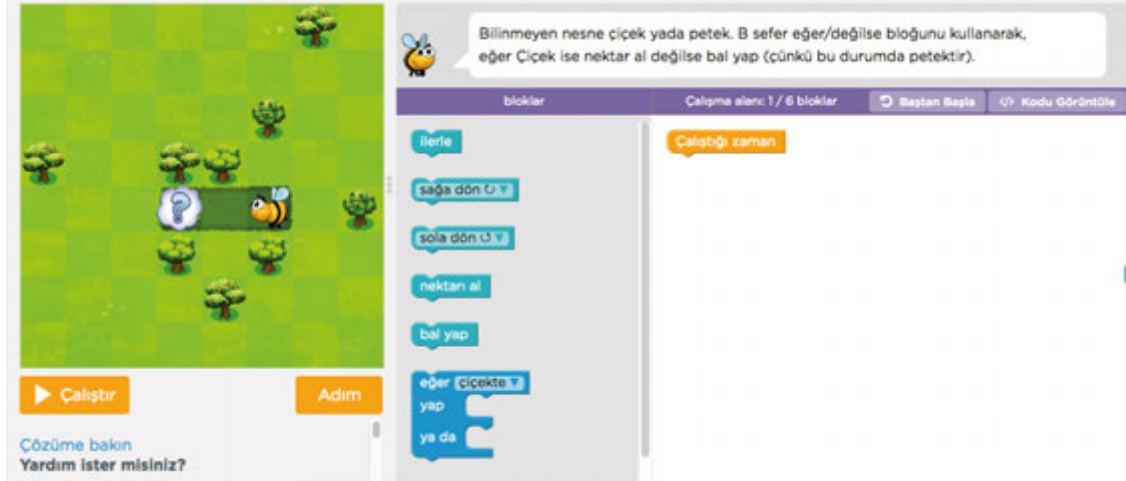 Bilinmeyen nesne çiçek yada petek. B sefer eğer/değilse bloğunu kullanarak,
eğer Çiçek ise nektar al değilse bal yap (çünkü bu durumda petektir).
bloklar
Çalışma alanı: 1 / 6 bloklar
Baştan Başla
Kodu Görüntüle
ilerle
Çalıştığı zaman
sağa dön ↻ ▼
sola dön ↺ ▼
nektarı al
bal yap
eğer çiçekte ▼
yap
ya da
Çalıştır
Adım
Çözüme bakın
Yardım ister misiniz?